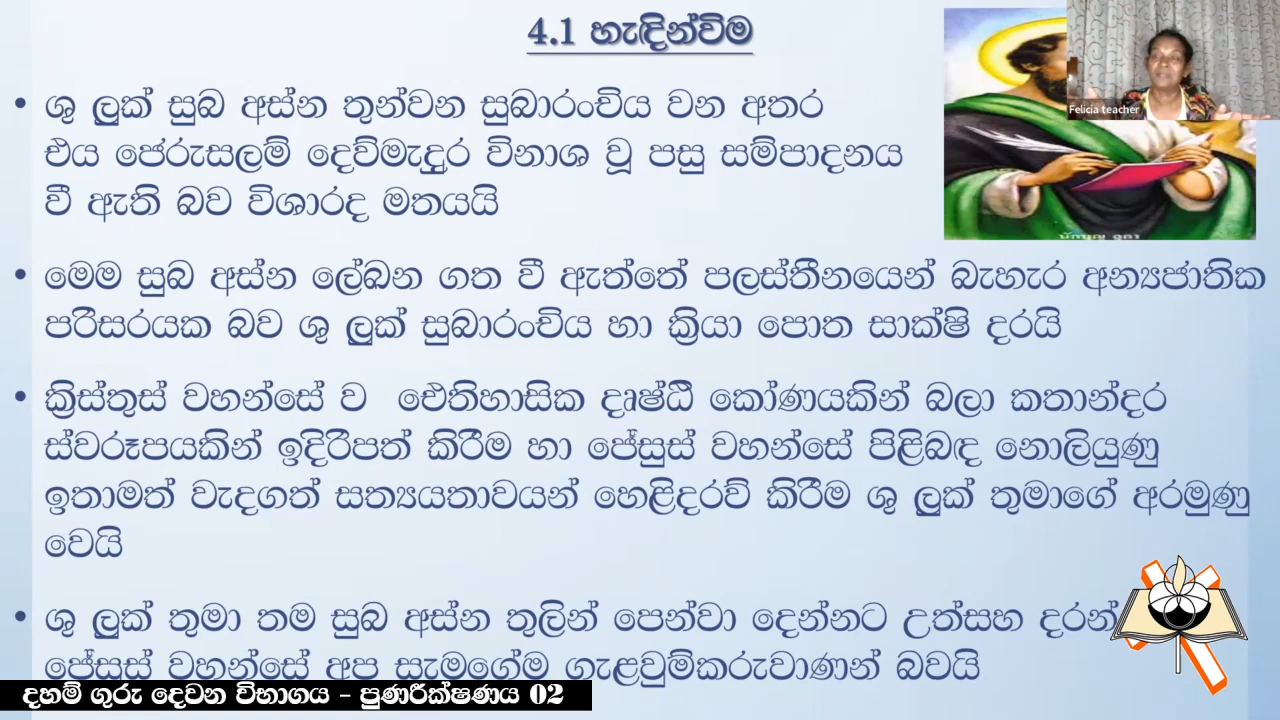 4.1 හැඳින්වීම
• ශු ලූක් සුබ අස්න තුන්වන සුබාරංචිය වන අතර
එය ජෙරුසලම් දෙව්මැදුර විනාශ වූ පසු සම්පාදනය
වී ඇති බව විශාරද මතයයි
Felicia teacher
• මෙම සුබ අස්න ලේඛන ගත වී ඇත්තේ පලස්තීනයෙන් බැහැර අන්‍යජාතික
පරිසරයක බව ශු ලූක් සුබාරංචිය හා ක්‍රියා පොත සාක්ෂි දරයි
• ක්‍රිස්තුස් වහන්සේ ව ඓතිහාසික දෘෂ්ඨි කෝණයකින් බලා කතාන්දර
ස්වරූපයකින් ඉදිරිපත් කිරීම හා ජේසුස් වහන්සේ පිළිබඳ නොලියුණු
ඉතාමත් වැදගත් සත්‍යයතාවයන් හෙළිදරව් කිරීම ශු ලූක් තුමාගේ අරමුණු
වෙයි
• ශු ලූක් තුමා තම සුබ අස්න තුලින් පෙන්වා දෙන්නට උත්සහ දරන්
ජේසුස් වහන්සේ අප සැමගේම ගැළවුම්කරුවාණන් බවයි
දහම් ගුරු දෙවන විභාගය - පුණරීක්ෂණය 02